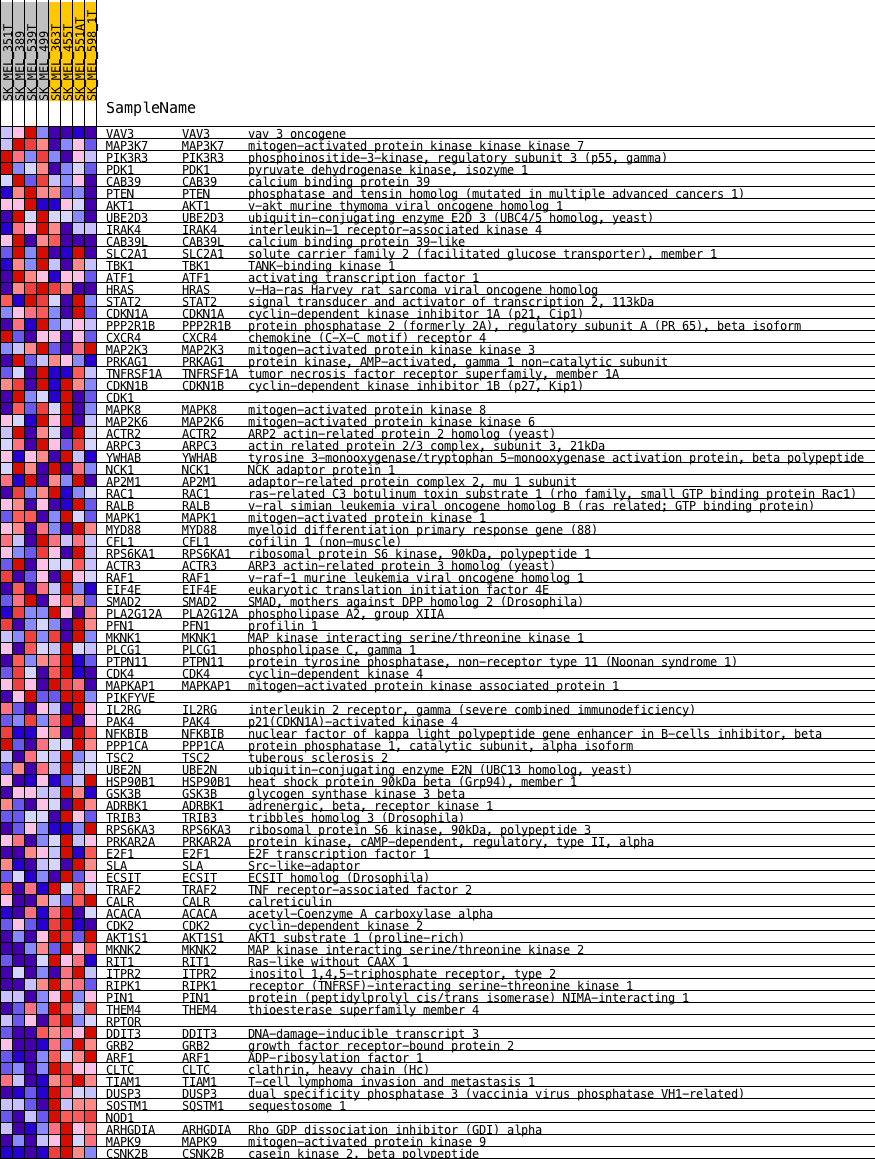 SK_MEL_351T
SK_MEL_389
SK_MEL_539T
SK_MEL_499
SK_MEL_363T
SK_MEL_455T
SK_MEL_551AT
SK_MEL_598_1T
SampleName
VAV3 VAV3 vav 3 oncogene
MAP3K7 MAP3K7 mitogen-activated protein kinase kinase kinase 7
PIK3R3 PIK3R3 phosphoinositide-3-kinase, regulatory subunit 3 (p55, gamma)
PDK1 PDK1 pyruvate dehydrogenase kinase, isozyme 1
CAB39 CAB39 calcium binding protein 39
PTEN PTEN phosphatase and tensin homolog (mutated in multiple advanced cancers 1)
AKT1 AKT1 v-akt murine thymoma viral oncogene homolog 1
UBE2D3 UBE2D3 ubiquitin-conjugating enzyme E2D 3 (UBC4/5 homolog, yeast)
IRAK4 IRAK4 interleukin-1 receptor-associated kinase 4
CAB39L CAB39L calcium binding protein 39-like
SLC2A1 SLC2A1 solute carrier family 2 (facilitated glucose transporter), member 1
TBK1 TBK1 TANK-binding kinase 1
ATF1 ATF1 activating transcription factor 1
HRAS HRAS v-Ha-ras Harvey rat sarcoma viral oncogene homolog
STAT2 STAT2 signal transducer and activator of transcription 2, 113kDa
CDKN1A CDKN1A cyclin-dependent kinase inhibitor 1A (p21, Cip1)
PPP2R1B PPP2R1B protein phosphatase 2 (formerly 2A), regulatory subunit A (PR 65), beta isoform
CXCR4 CXCR4 chemokine (C-X-C motif) receptor 4
MAP2K3 MAP2K3 mitogen-activated protein kinase kinase 3
PRKAG1 PRKAG1 protein kinase, AMP-activated, gamma 1 non-catalytic subunit
TNFRSF1A TNFRSF1A tumor necrosis factor receptor superfamily, member 1A
CDKN1B CDKN1B cyclin-dependent kinase inhibitor 1B (p27, Kip1)
CDK1
MAPK8 MAPK8 mitogen-activated protein kinase 8
MAP2K6 MAP2K6 mitogen-activated protein kinase kinase 6
ACTR2 ACTR2 ARP2 actin-related protein 2 homolog (yeast)
ARPC3 ARPC3 actin related protein 2/3 complex, subunit 3, 21kDa
YWHAB YWHAB tyrosine 3-monooxygenase/tryptophan 5-monooxygenase activation protein, beta polypeptide
NCK1 NCK1 NCK adaptor protein 1
AP2M1 AP2M1 adaptor-related protein complex 2, mu 1 subunit
RAC1 RAC1 ras-related C3 botulinum toxin substrate 1 (rho family, small GTP binding protein Rac1)
RALB RALB v-ral simian leukemia viral oncogene homolog B (ras related; GTP binding protein)
MAPK1 MAPK1 mitogen-activated protein kinase 1
MYD88 MYD88 myeloid differentiation primary response gene (88)
CFL1 CFL1 cofilin 1 (non-muscle)
RPS6KA1 RPS6KA1 ribosomal protein S6 kinase, 90kDa, polypeptide 1
ACTR3 ACTR3 ARP3 actin-related protein 3 homolog (yeast)
RAF1 RAF1 v-raf-1 murine leukemia viral oncogene homolog 1
EIF4E EIF4E eukaryotic translation initiation factor 4E
SMAD2 SMAD2 SMAD, mothers against DPP homolog 2 (Drosophila)
PLA2G12A PLA2G12A phospholipase A2, group XIIA
PFN1 PFN1 profilin 1
MKNK1 MKNK1 MAP kinase interacting serine/threonine kinase 1
PLCG1 PLCG1 phospholipase C, gamma 1
PTPN11 PTPN11 protein tyrosine phosphatase, non-receptor type 11 (Noonan syndrome 1)
CDK4 CDK4 cyclin-dependent kinase 4
MAPKAP1 MAPKAP1 mitogen-activated protein kinase associated protein 1
PIKFYVE
IL2RG IL2RG interleukin 2 receptor, gamma (severe combined immunodeficiency)
PAK4 PAK4 p21(CDKN1A)-activated kinase 4
NFKBIB NFKBIB nuclear factor of kappa light polypeptide gene enhancer in B-cells inhibitor, beta
PPP1CA PPP1CA protein phosphatase 1, catalytic subunit, alpha isoform
TSC2 TSC2 tuberous sclerosis 2
UBE2N UBE2N ubiquitin-conjugating enzyme E2N (UBC13 homolog, yeast)
HSP90B1 HSP90B1 heat shock protein 90kDa beta (Grp94), member 1
GSK3B GSK3B glycogen synthase kinase 3 beta
ADRBK1 ADRBK1 adrenergic, beta, receptor kinase 1
TRIB3 TRIB3 tribbles homolog 3 (Drosophila)
RPS6KA3 RPS6KA3 ribosomal protein S6 kinase, 90kDa, polypeptide 3
PRKAR2A PRKAR2A protein kinase, cAMP-dependent, regulatory, type II, alpha
E2F1 E2F1 E2F transcription factor 1
SLA SLA Src-like-adaptor
ECSIT ECSIT ECSIT homolog (Drosophila)
TRAF2 TRAF2 TNF receptor-associated factor 2
CALR CALR calreticulin
ACACA ACACA acetyl-Coenzyme A carboxylase alpha
CDK2 CDK2 cyclin-dependent kinase 2
AKT1S1 AKT1S1 AKT1 substrate 1 (proline-rich)
MKNK2 MKNK2 MAP kinase interacting serine/threonine kinase 2
RIT1 RIT1 Ras-like without CAAX 1
ITPR2 ITPR2 inositol 1,4,5-triphosphate receptor, type 2
RIPK1 RIPK1 receptor (TNFRSF)-interacting serine-threonine kinase 1
PIN1 PIN1 protein (peptidylprolyl cis/trans isomerase) NIMA-interacting 1
THEM4 THEM4 thioesterase superfamily member 4
RPTOR
DDIT3 DDIT3 DNA-damage-inducible transcript 3
GRB2 GRB2 growth factor receptor-bound protein 2
ARF1 ARF1 ADP-ribosylation factor 1
CLTC CLTC clathrin, heavy chain (Hc)
TIAM1 TIAM1 T-cell lymphoma invasion and metastasis 1
DUSP3 DUSP3 dual specificity phosphatase 3 (vaccinia virus phosphatase VH1-related)
SQSTM1 SQSTM1 sequestosome 1
NOD1
ARHGDIA ARHGDIA Rho GDP dissociation inhibitor (GDI) alpha
MAPK9 MAPK9 mitogen-activated protein kinase 9
CSNK2B CSNK2B casein kinase 2, beta polypeptide